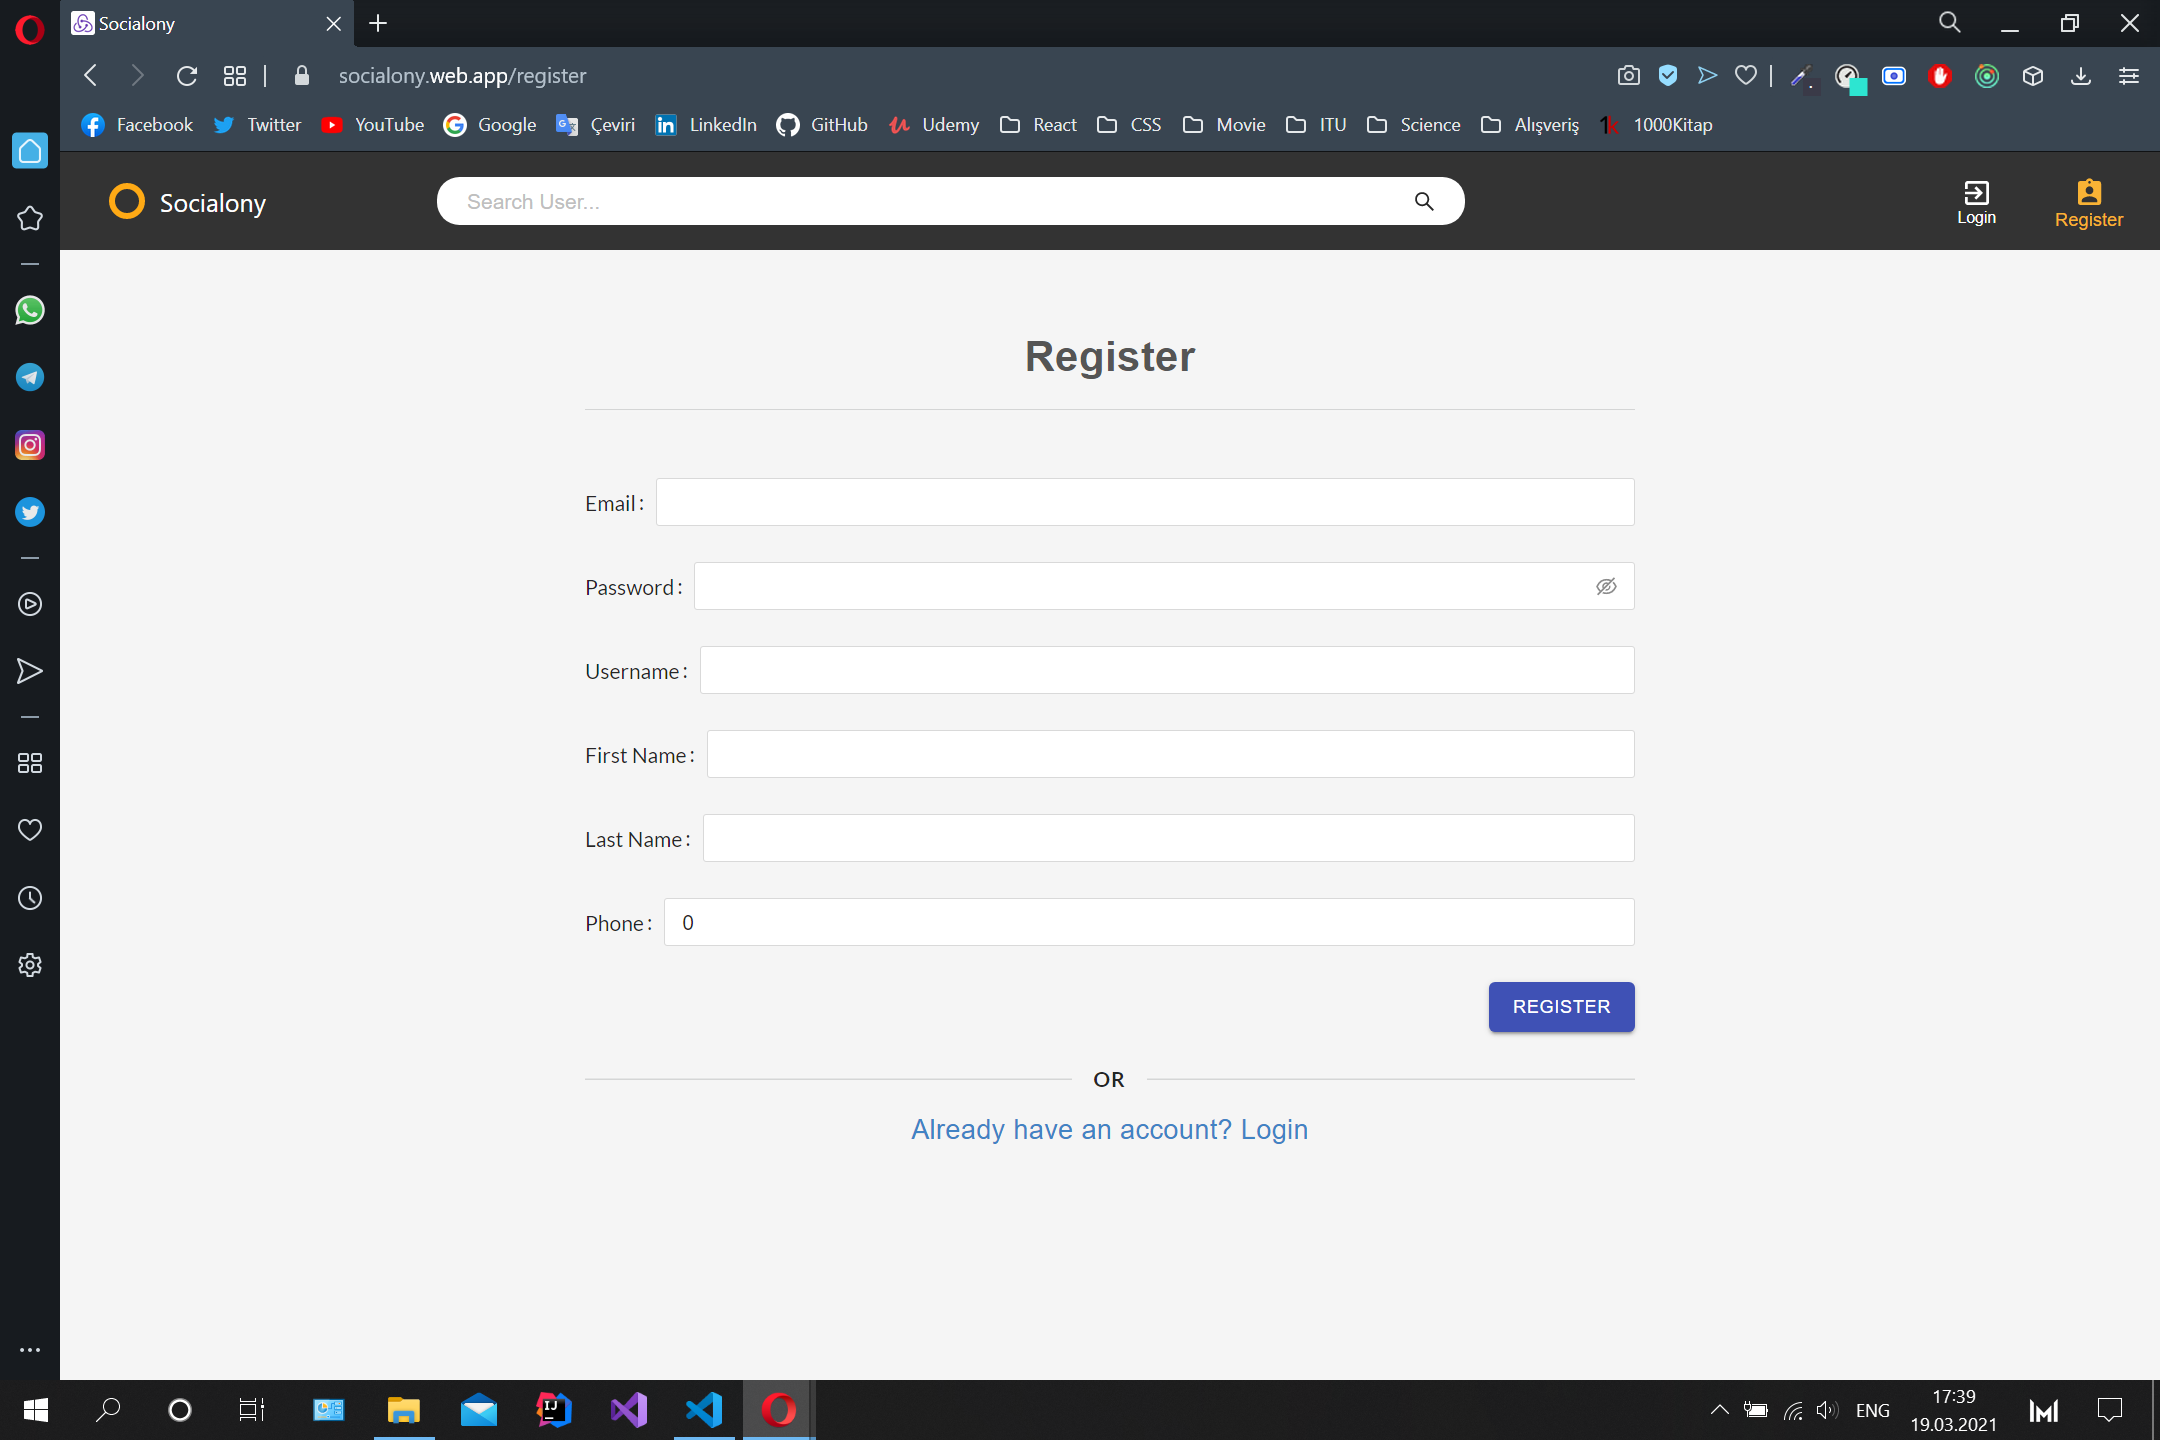 Socialony
socialony.web.app/register
Facebook Twitter YouTube Google Çeviri LinkedIn GitHub Udemy React CSS Movie ITU Science Alışveriş 1000Kitap
Socialony
Search User...
Login
Register
Register
Email :
Password :
Username :
First Name :
Last Name :
Phone : 0
REGISTER
OR
Already have an account? Login
ENG
17:39
19.03.2021